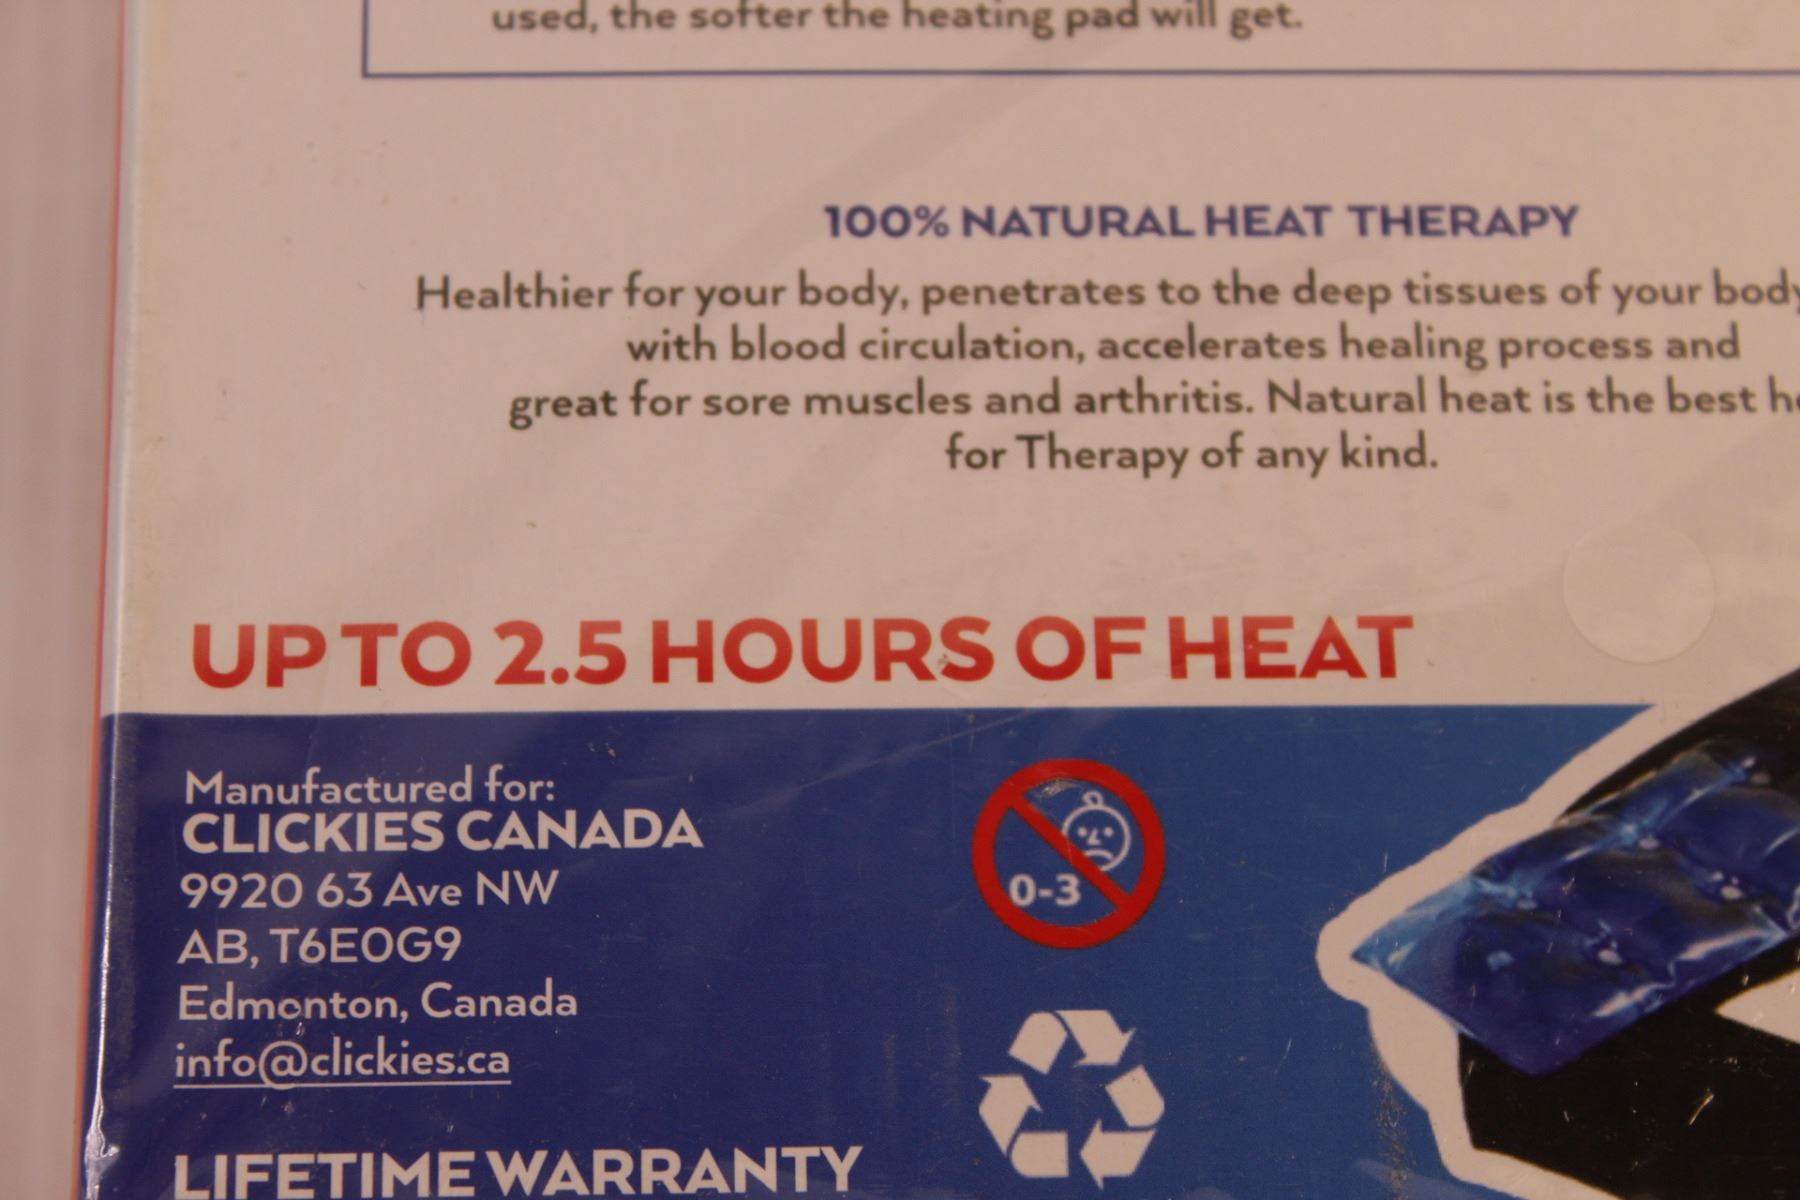 used, the softer the heating pad will get.
100% NATURAL HEAT THERAPY
Healthier for your body, penetrates to the deep tissues of your body
with blood circulation, accelerates healing process and
great for sore muscles and arthritis. Natural heat is the best
for Therapy of any kind.
UP TO 2.5 HOURS OF HEAT
Manufactured for:
CLICKIES CANADA
9920 63 Ave NW
AB, T6E0G9
Edmonton, Canada
info@clickies.ca
LIFETIME WARRANTY
0-3